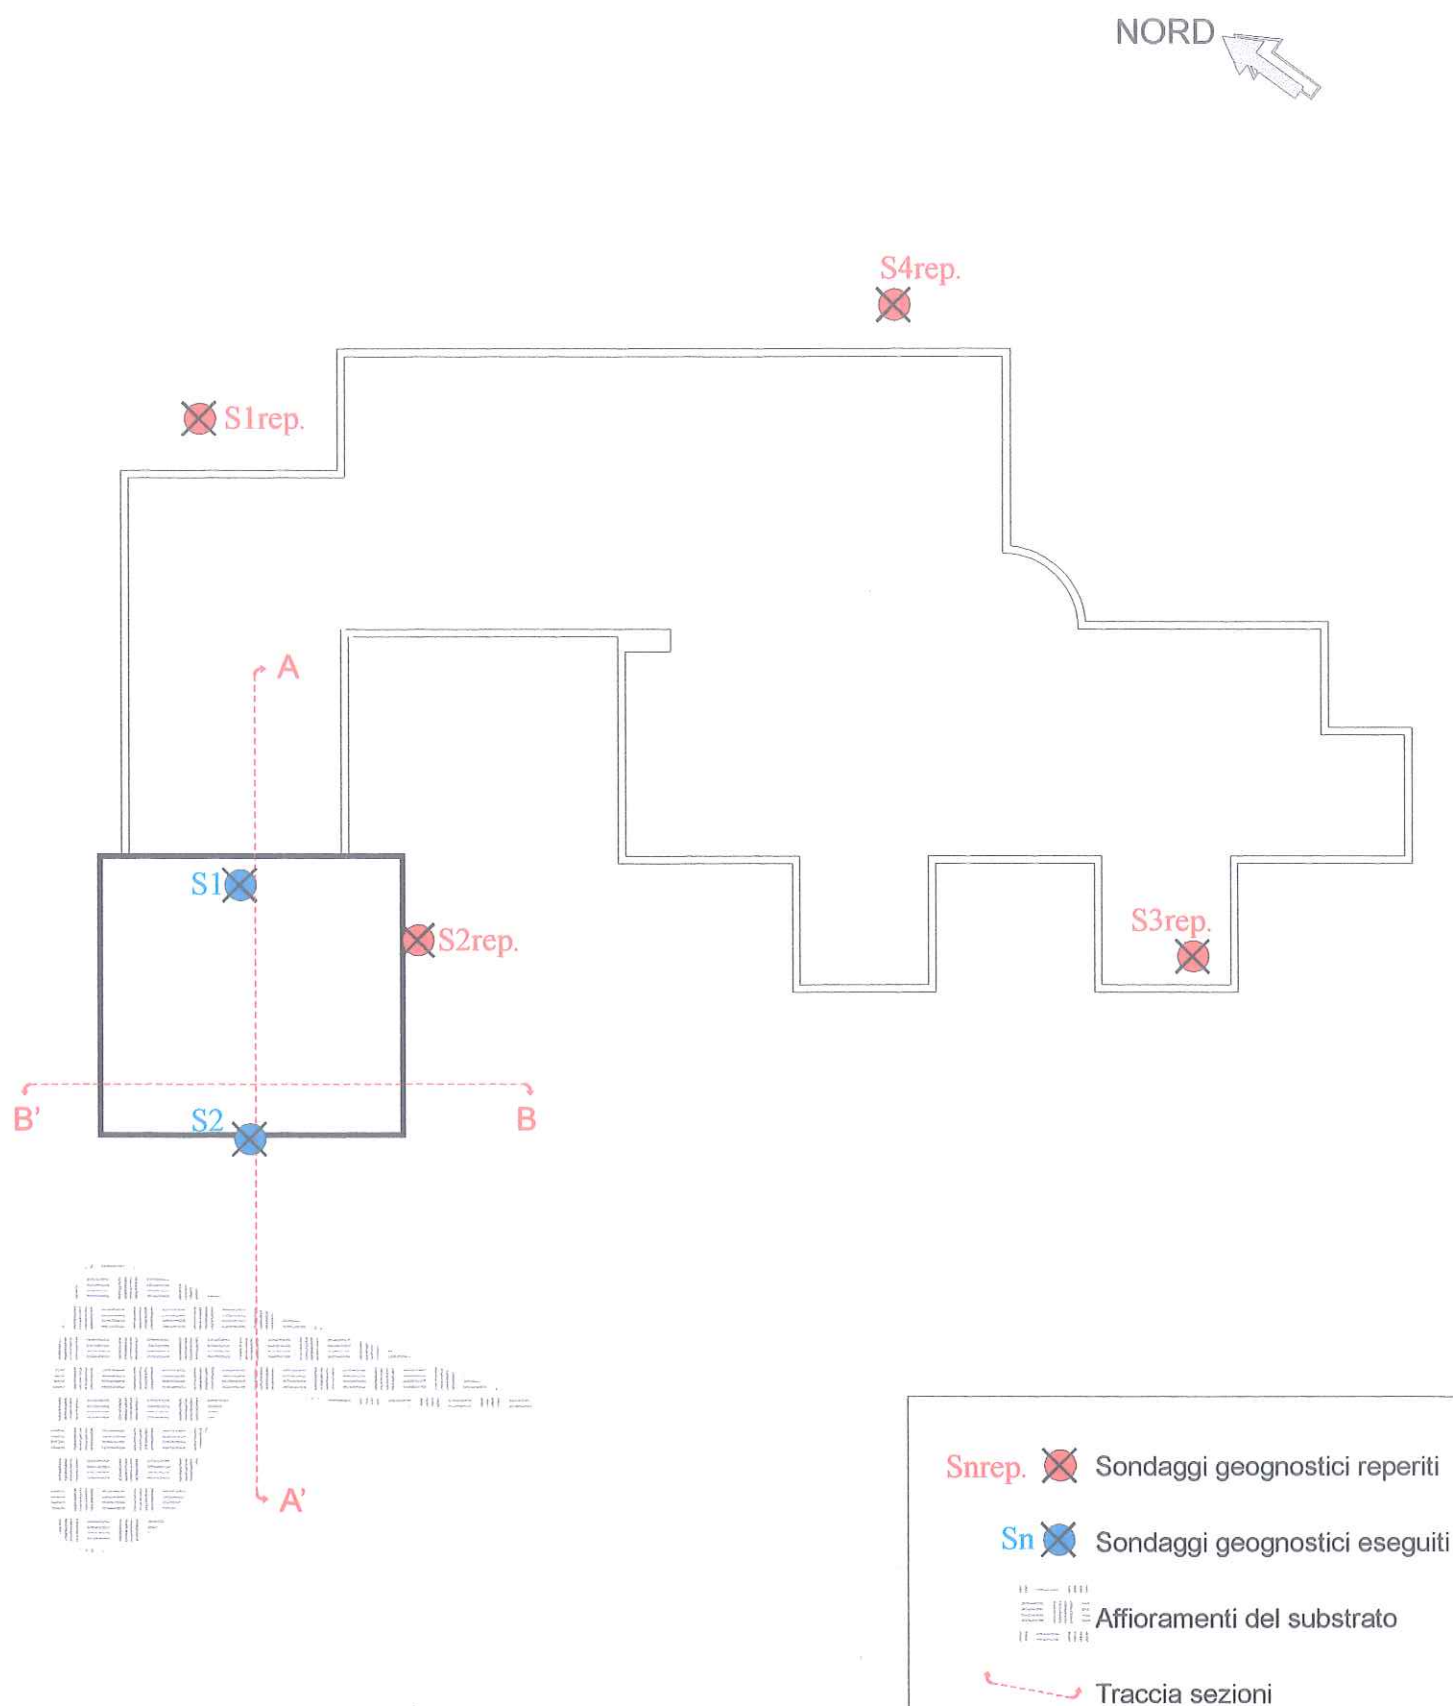 NORD
S4rep.
S1rep.
A
S1
S2rep.
S3rep.
B'
S2
B
A'
Snrep. Sondaggi geognostici reperiti
Sn Sondaggi geognostici eseguiti
Affioramenti del substrato
Traccia sezioni